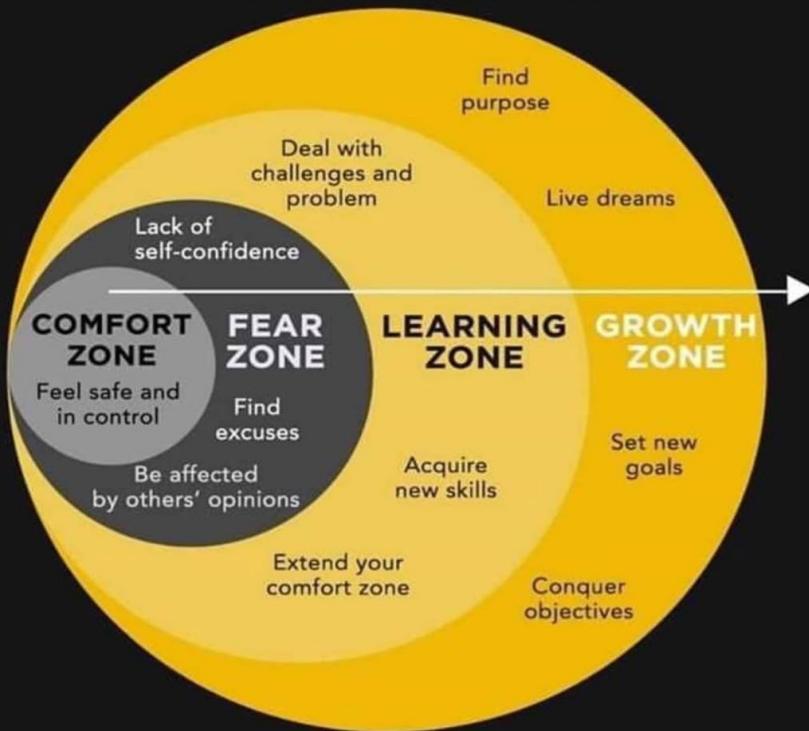 Find
purpose
Deal with
challenges and
problem
Live dreams
Lack of
self-confidence
COMFORT
ZONE
Feel safe and
in control
FEAR
ZONE
Find
excuses
Be affected
by others' opinions
LEARNING
ZONE
Acquire
new skills
Extend your
comfort zone
GROWTH
ZONE
Set new
goals
Conquer
objectives